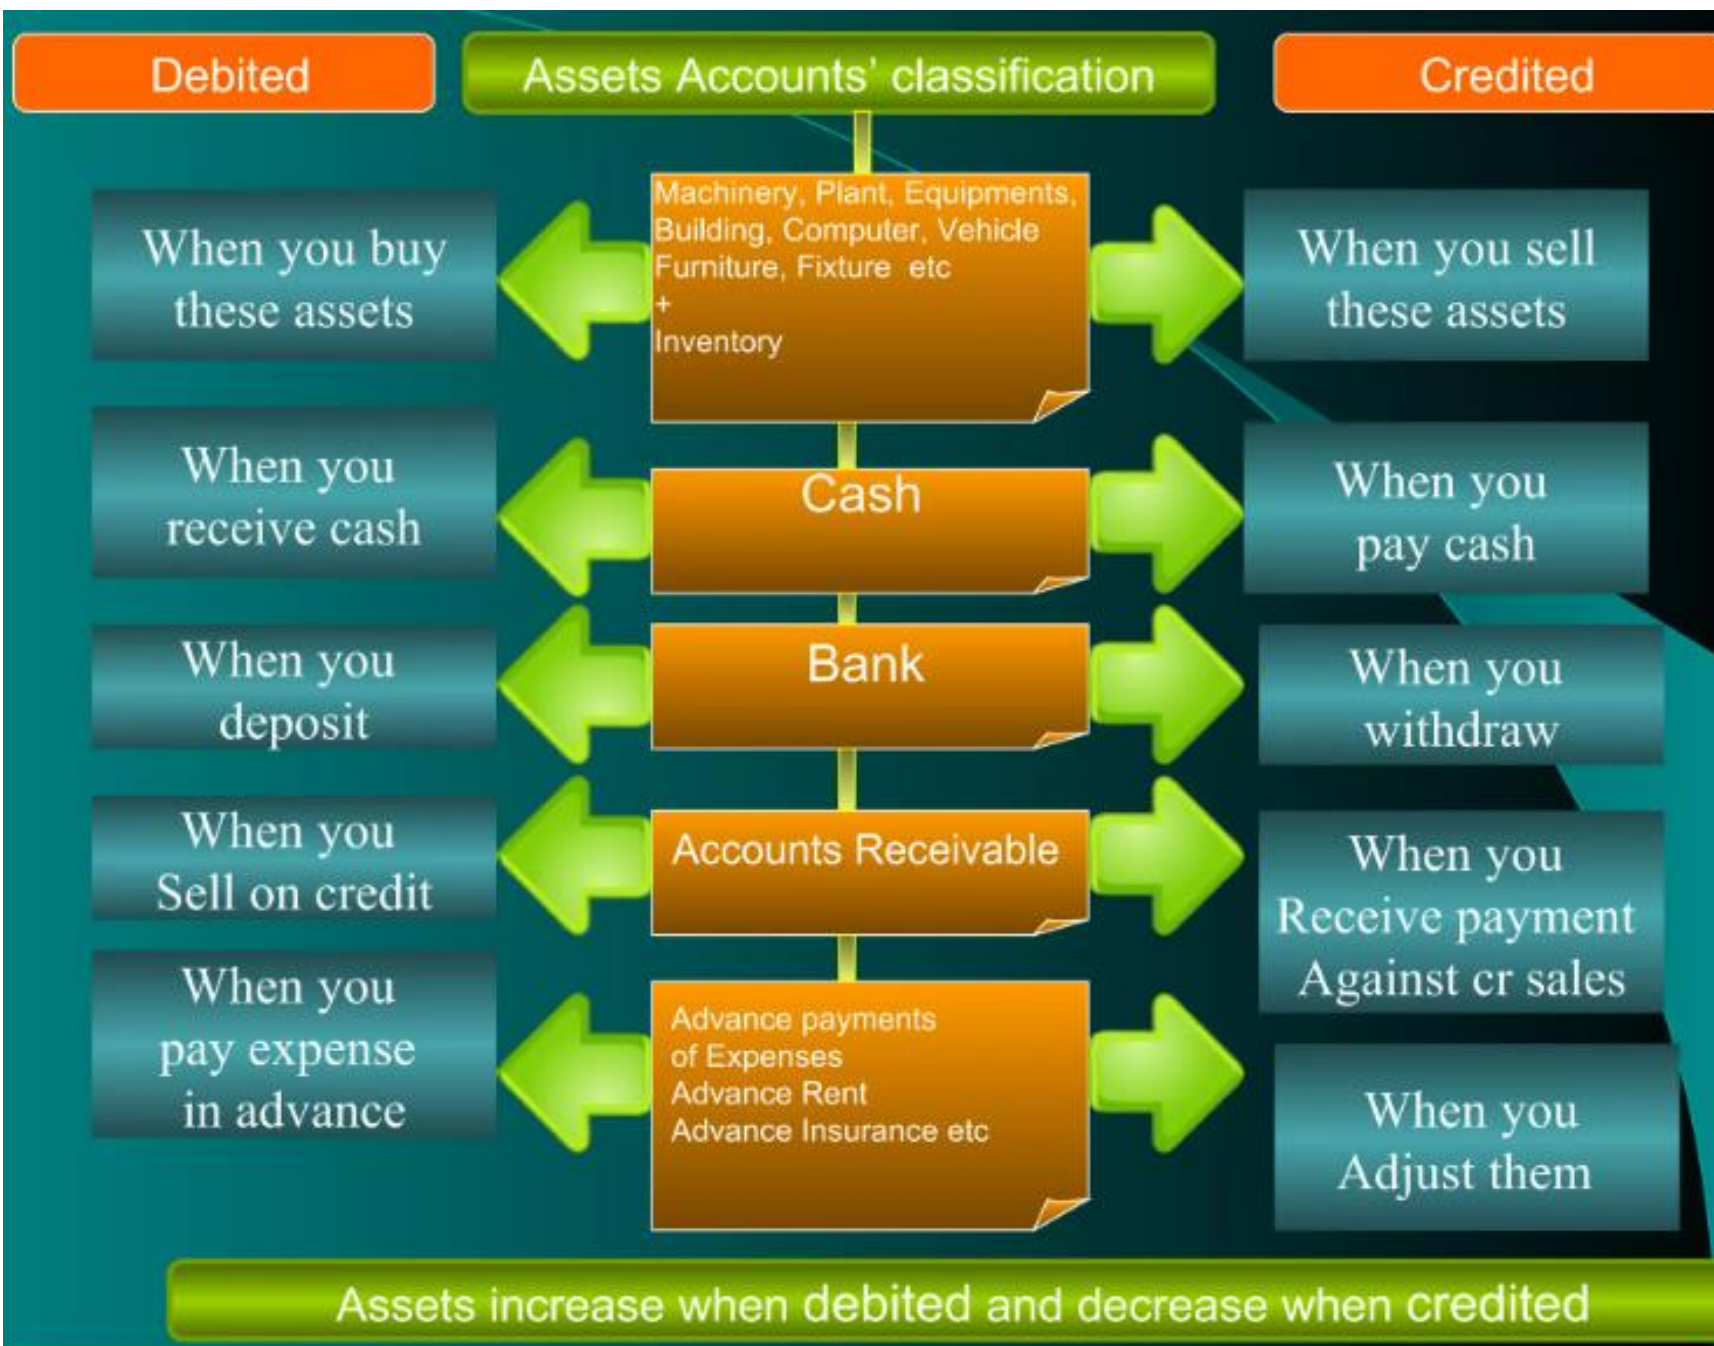 Debited
Assets Accounts’ classification
Credited
When you buy
these assets
Machinery, Plant, Equipments,
Building, Computer, Vehicle
Furniture, Fixture etc
+
Inventory
When you sell
these assets
When you
receive cash
Cash
When you
pay cash
When you
deposit
Bank
When you
withdraw
When you
Sell on credit
Accounts Receivable
When you
Receive payment
Against cr sales
When you
pay expense
in advance
Advance payments
of Expenses
Advance Rent
Advance Insurance etc
When you
Adjust them
Assets increase when debited and decrease when credited